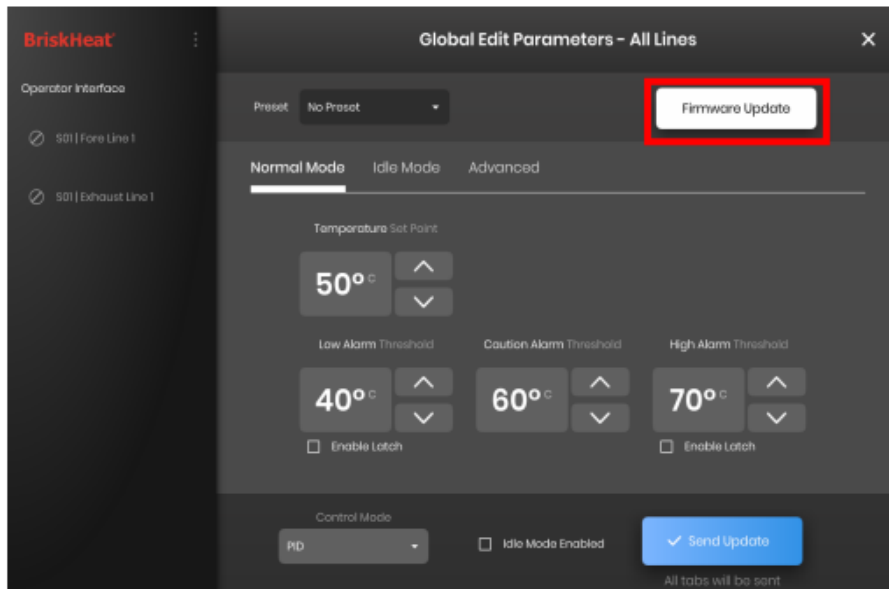 BriskHeat
Global Edit Parameters - All Lines
Operator Interface
Preset No Preset
Firmware Update
S01 | Fore Line 1
S01 | Exhaust Line 1
Normal Mode Idle Mode Advanced
Temperature Set Point
50° C
Low Alarm Threshold Caution Alarm Threshold High Alarm Threshold
40° C 60° C 70° C
Enable Latch Enable Latch
Control Mode
PID Idle Mode Enabled Send Update
All tabs will be sent